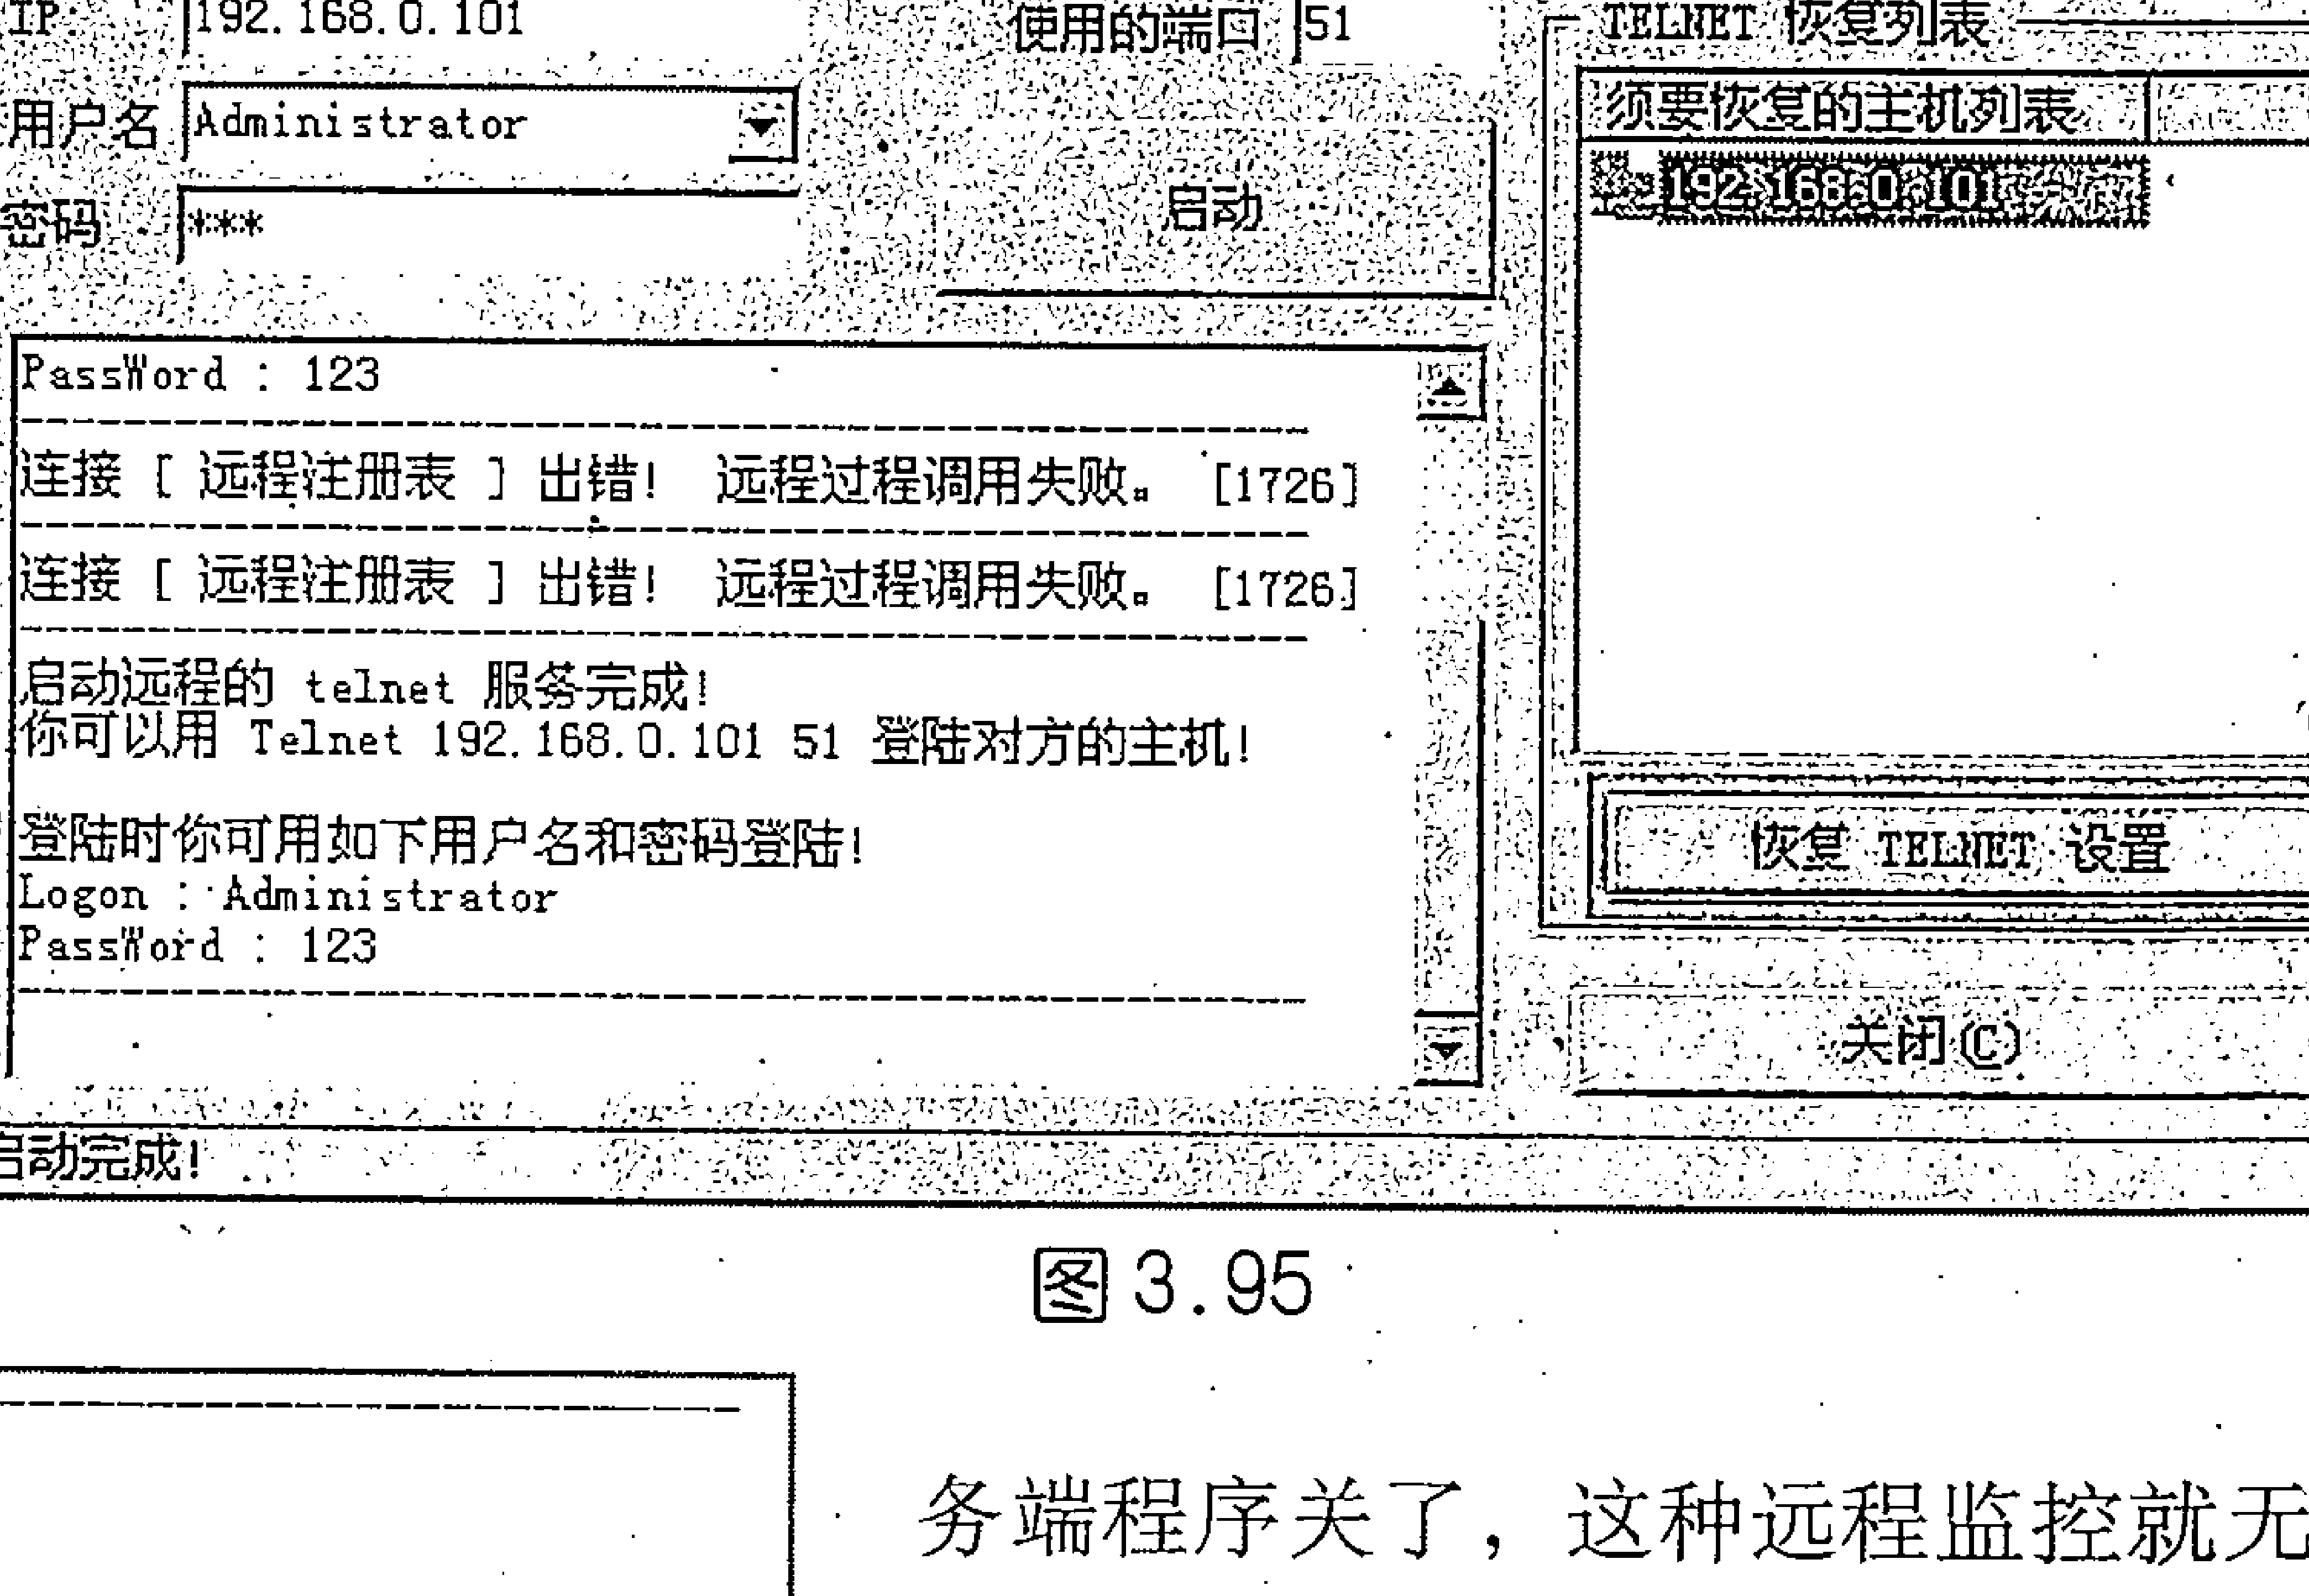 IP: 192.168.0.101 使用的端口 51
用户名 Administrator
密码 ***
启动
PassWord : 123
连接 [ 远程注册表 ] 出错! 远程过程调用失败。 [1726]
连接 [ 远程注册表 ] 出错! 远程过程调用失败。 [1726]
启动远程的 telnet 服务完成!
你可以用 Telnet 192.168.0.101 51 登陆对方的主机!
登陆时你可用如下用户名和密码登陆!
Logon : Administrator
PassWord : 123
TELNET 恢复列表
须要恢复的主机列表
192.168.0.101
恢复 TELNET 设置
关闭(C)
启动完成!
图 3.95
务端程序关了，这种远程监控就无